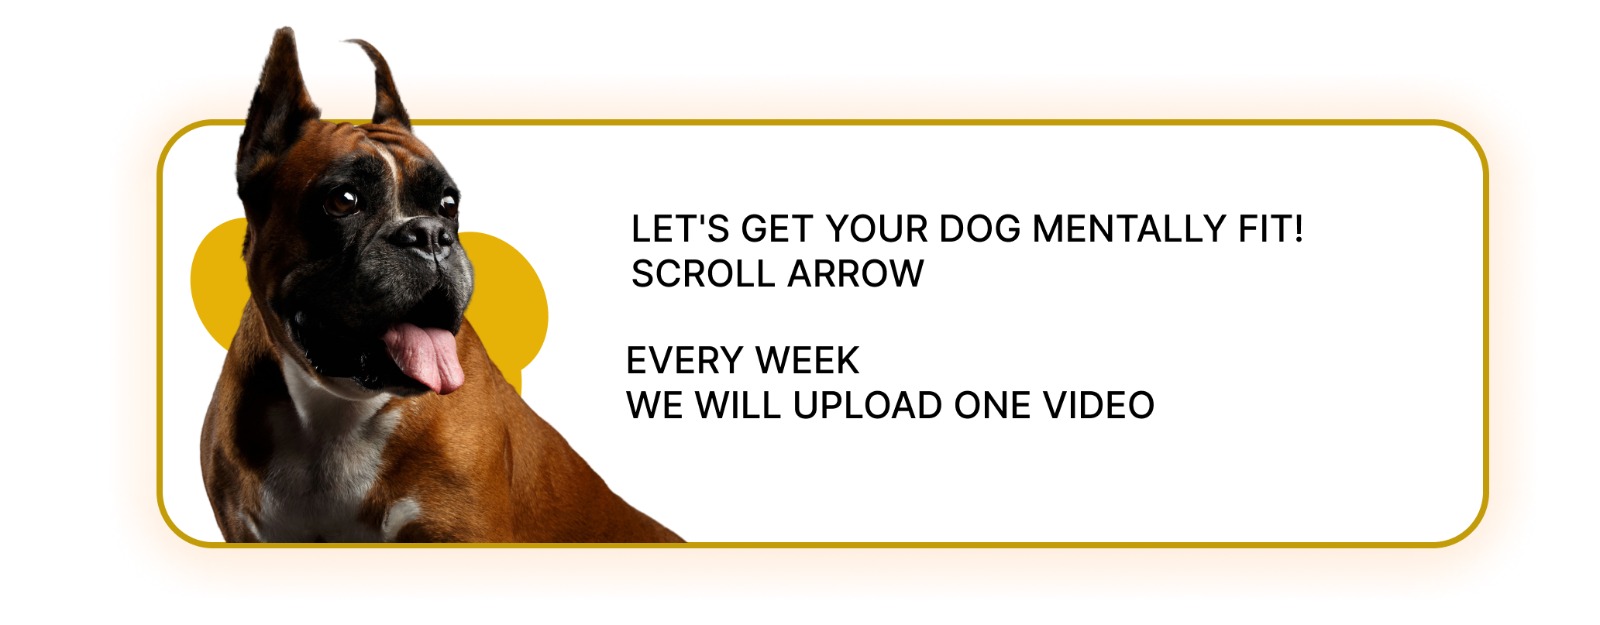 LET'S GET YOUR DOG MENTALLY FIT!
SCROLL ARROW
EVERY WEEK
WE WILL UPLOAD ONE VIDEO